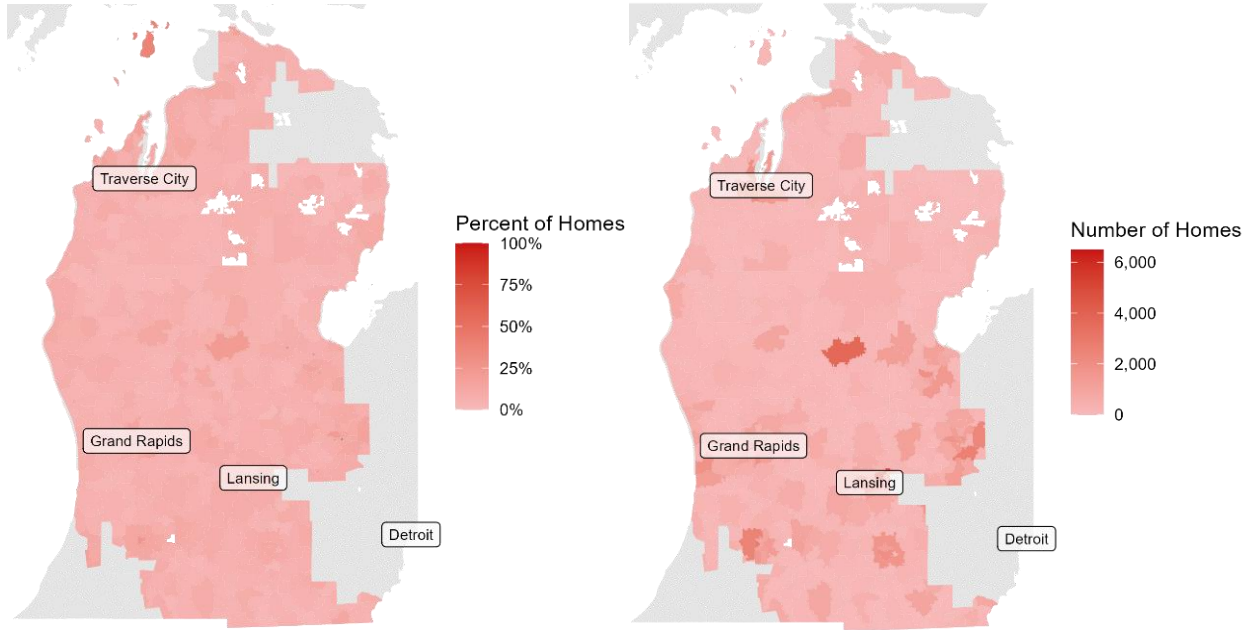 Traverse City
Grand Rapids
Lansing
Detroit
Percent of Homes
100%
75%
50%
25%
0%
Traverse City
Grand Rapids
Lansing
Detroit
Number of Homes
6,000
4,000
2,000
0